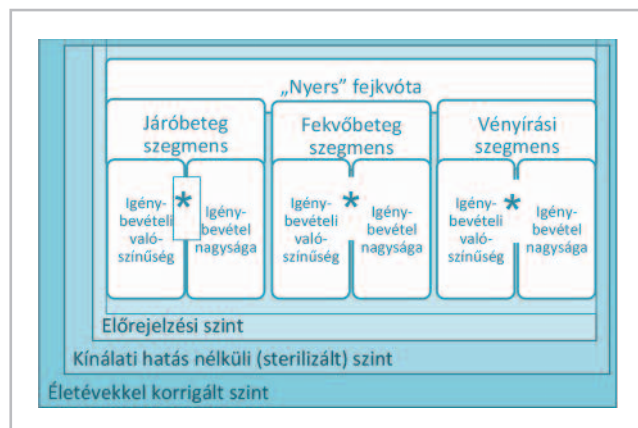 „Nyers” fejkvóta
Járóbeteg
szegmens
Fekvőbeteg
szegmens
Vényírási
szegmens
Igény-
bevételi
való-
színűség
*
Igény-
bevétel
nagysága
Igény-
bevételi
való-
színűség
*
Igény-
bevétel
nagysága
Igény-
bevételi
való-
színűség
*
Igény-
bevétel
nagysága
Előrejelzési szint
Kínálati hatás nélküli (sterilizált) szint
Életévekkel korrigált szint